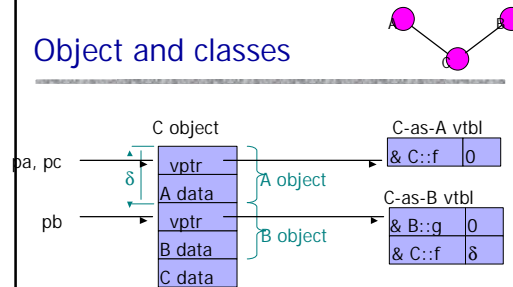 A
B
C
Object and classes
C object
C-as-A vtbl
pa, pc
δ
vptr
A data
A object
& C::f 0
C-as-B vtbl
pb
vptr
B data
B object
& B::g 0
& C::f δ
C data